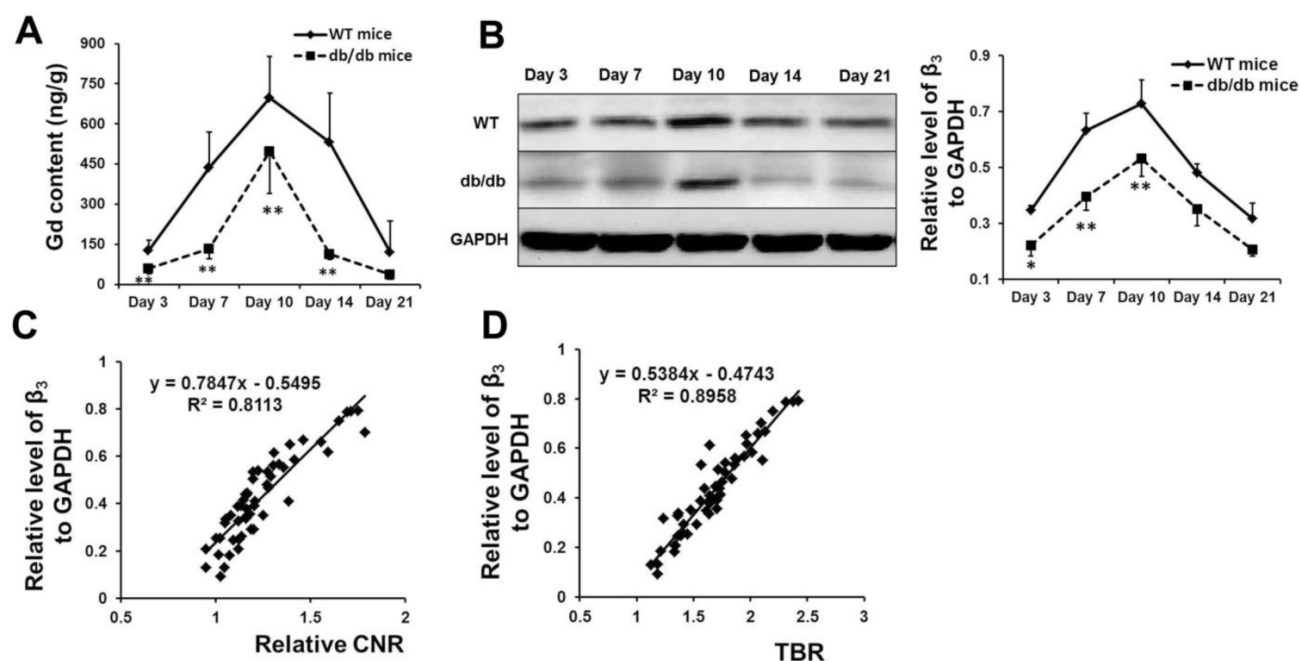 A
Gd content (ng/g)
900
750
600
450
300
150
0
WT mice
db/db mice
**
**
**
**
Day 3 Day 7 Day 10 Day 14 Day 21
B
Day 3 Day 7 Day 10 Day 14 Day 21
WT
db/db
GAPDH
Relative level of β₃
to GAPDH
0.9
0.7
0.5
0.3
0.1
WT mice
db/db mice
*
**
**
Day 3 Day 7 Day 10 Day 14 Day 21
C
Relative level of β₃
to GAPDH
1
0.8
0.6
0.4
0.2
0
y = 0.7847x - 0.5495
R² = 0.8113
0.5 1 1.5 2
Relative CNR
D
Relative level of β₃
to GAPDH
1
0.8
0.6
0.4
0.2
0
y = 0.5384x - 0.4743
R² = 0.8958
0.5 1 1.5 2 2.5 3
TBR